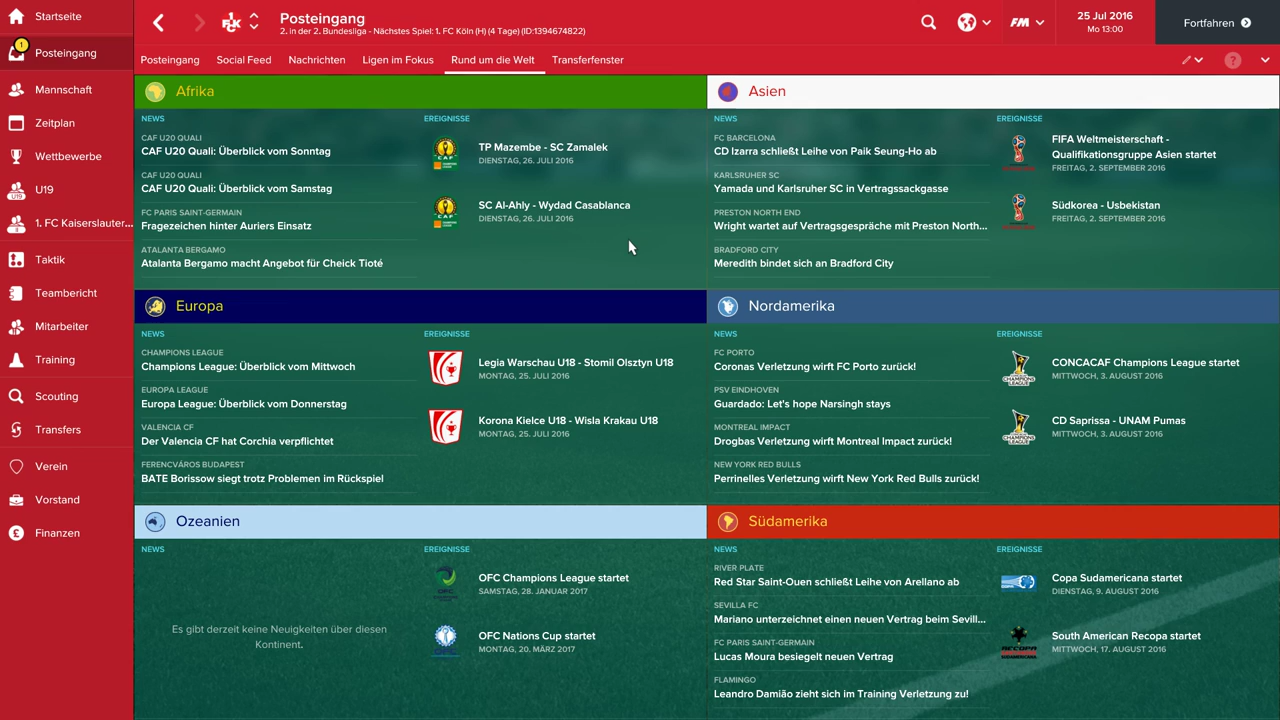 Startseite
1
Posteingang
Mannschaft
Zeitplan
Wettbewerbe
U19
U19
1. FC Kaiserslauter...
Taktik
Teambericht
Mitarbeiter
Training
Scouting
Transfers
Verein
Vorstand
Finanzen
Posteingang
2. in der 2. Bundesliga - Nächstes Spiel: 1. FC Köln (H) (4 Tage) (ID:1394674822)
FM
25 Jul 2016
Mo 13:00
Fortfahren
Posteingang
Social Feed
Nachrichten
Ligen im Fokus
Rund um die Welt
Transferfenster
?
Afrika
NEWS
CAF U20 QUALI
CAF U20 Quali: Überblick vom Sonntag
CAF U20 QUALI
CAF U20 Quali: Überblick vom Samstag
FC PARIS SAINT-GERMAIN
Fragezeichen hinter Auriers Einsatz
ATALANTA BERGAMO
Atalanta Bergamo macht Angebot für Cheick Tioté
EREIGNISSE
TP Mazembe - SC Zamalek
DIENSTAG, 26. JULI 2016
SC Al-Ahly - Wydad Casablanca
DIENSTAG, 26. JULI 2016
Asien
NEWS
FC BARCELONA
CD Izarra schließt Leihe von Paik Seung-Ho ab
KARLSRUHER SC
Yamada und Karlsruher SC in Vertragssackgasse
PRESTON NORTH END
Wright wartet auf Vertragsgespräche mit Preston North...
BRADFORD CITY
Meredith bindet sich an Bradford City
EREIGNISSE
FIFA Weltmeisterschaft -
Qualifikationsgruppe Asien startet
FREITAG, 2. SEPTEMBER 2016
Südkorea - Usbekistan
FREITAG, 2. SEPTEMBER 2016
Europa
NEWS
CHAMPIONS LEAGUE
Champions League: Überblick vom Mittwoch
EUROPA LEAGUE
Europa League: Überblick vom Donnerstag
VALENCIA CF
Der Valencia CF hat Corchia verpflichtet
FERENCVÁROS BUDAPEST
BATE Borissow siegt trotz Problemen im Rückspiel
EREIGNISSE
Legia Warschau U18 - Stomil Olsztyn U18
MONTAG, 25. JULI 2016
Korona Kielce U18 - Wisla Krakau U18
MONTAG, 25. JULI 2016
Nordamerika
NEWS
FC PORTO
Coronas Verletzung wirft FC Porto zurück!
PSV EINDHOVEN
Guardado: Let's hope Narsingh stays
MONTREAL IMPACT
Drogbas Verletzung wirft Montreal Impact zurück!
NEW YORK RED BULLS
Perrinelles Verletzung wirft New York Red Bulls zurück!
EREIGNISSE
CONCACAF Champions League startet
MITTWOCH, 3. AUGUST 2016
CD Saprissa - UNAM Pumas
MITTWOCH, 3. AUGUST 2016
Ozeanien
NEWS
Es gibt derzeit keine Neuigkeiten über diesen
Kontinent.
EREIGNISSE
OFC Champions League startet
SAMSTAG, 28. JANUAR 2017
OFC Nations Cup startet
MONTAG, 20. MÄRZ 2017
Südamerika
NEWS
RIVER PLATE
Red Star Saint-Ouen schließt Leihe von Arellano ab
SEVILLA FC
Mariano unterzeichnet einen neuen Vertrag beim Sevill...
FC PARIS SAINT-GERMAIN
Lucas Moura besiegelt neuen Vertrag
FLAMINGO
Leandro Damião zieht sich im Training Verletzung zu!
EREIGNISSE
Copa Sudamericana startet
DIENSTAG, 9. AUGUST 2016
South American Recopa startet
MITTWOCH, 17. AUGUST 2016